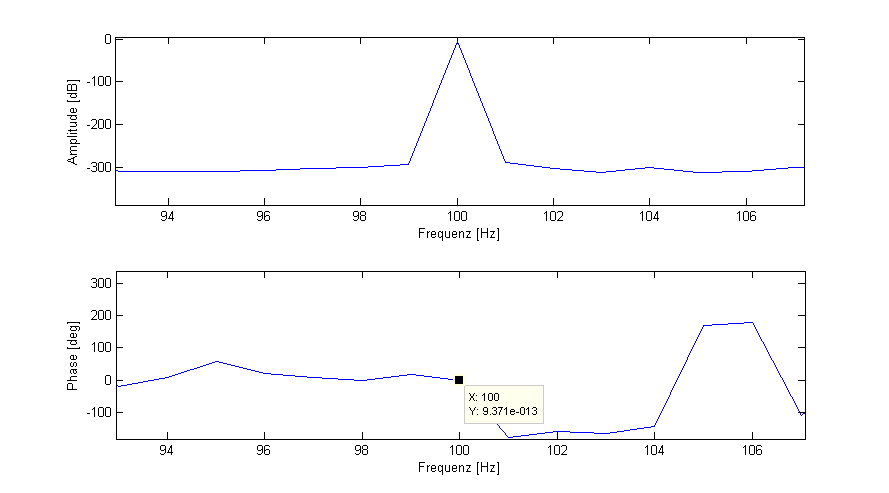 0
-100
-200
-300
Amplitude [dB]
94 96 98 100 102 104 106
Frequenz [Hz]
300
200
100
0
-100
Phase [deg]
X: 100
Y: 9.371e-013
94 96 98 100 102 104 106
Frequenz [Hz]